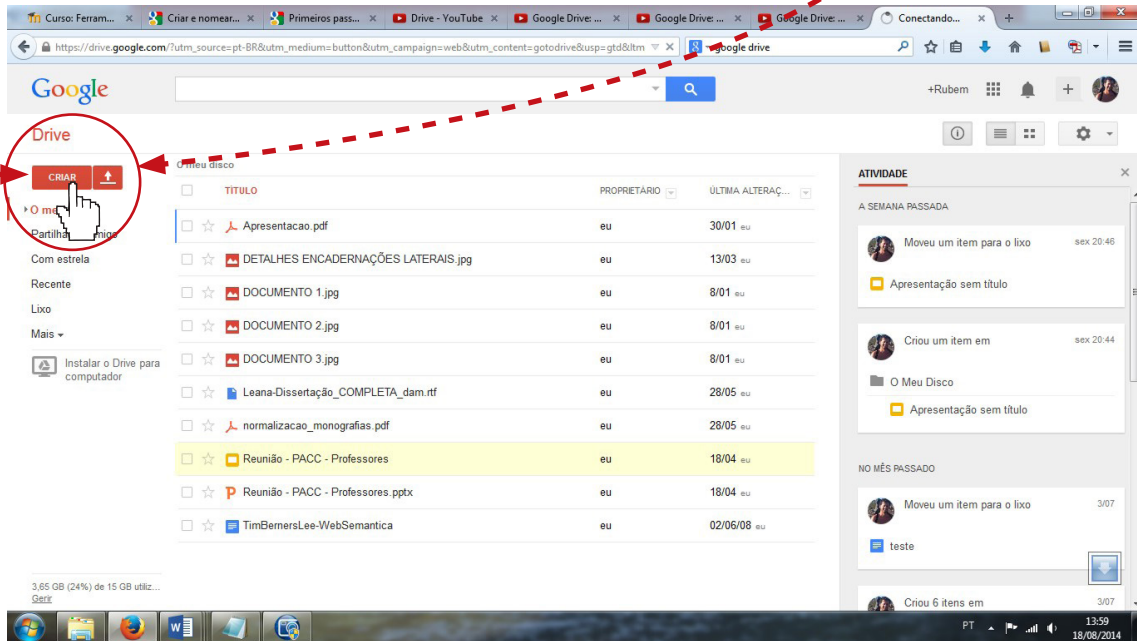 Curso: Ferram...
Criar e nomear...
Primeiros pass...
Drive - YouTube
Google Drive: ...
Google Drive: ...
Google Drive: ...
Conectando...
https://drive.google.com/?utm_source=pt-BR&utm_medium=button&utm_campaign=web&utm_content=gotodrive&usp=gtd&ltm
google drive
Google
+Rubem
Drive
CRIAR
O meu disco
TÍTULO PROPRIETÁRIO ÚLTIMA ALTERAÇ...
Com estrela
Recente
Lixo
Mais
Instalar o Drive para computador
Apresentacao.pdf eu 30/01 eu
DETALHES ENCADERNAÇÕES LATERAIS.jpg eu 13/03 eu
DOCUMENTO 1.jpg eu 8/01 eu
DOCUMENTO 2.jpg eu 8/01 eu
DOCUMENTO 3.jpg eu 8/01 eu
Leana-Dissertação_COMPLETA_dam.rtf eu 28/05 eu
normalizacao_monografias.pdf eu 28/05 eu
Reunião - PACC - Professores eu 18/04 eu
Reunião - PACC - Professores.pptx eu 18/04 eu
TimBernersLee-WebSemantica eu 02/06/08 eu
3,65 GB (24%) de 15 GB utiliz...
Gerir
ATIVIDADE
A SEMANA PASSADA
Moveu um item para o lixo sex 20:46
Apresentação sem título
Criou um item em sex 20:44
O Meu Disco
Apresentação sem título
NO MÊS PASSADO
Moveu um item para o lixo 3/07
teste
Criou 6 itens em 3/07
PT 13:59
18/08/2014